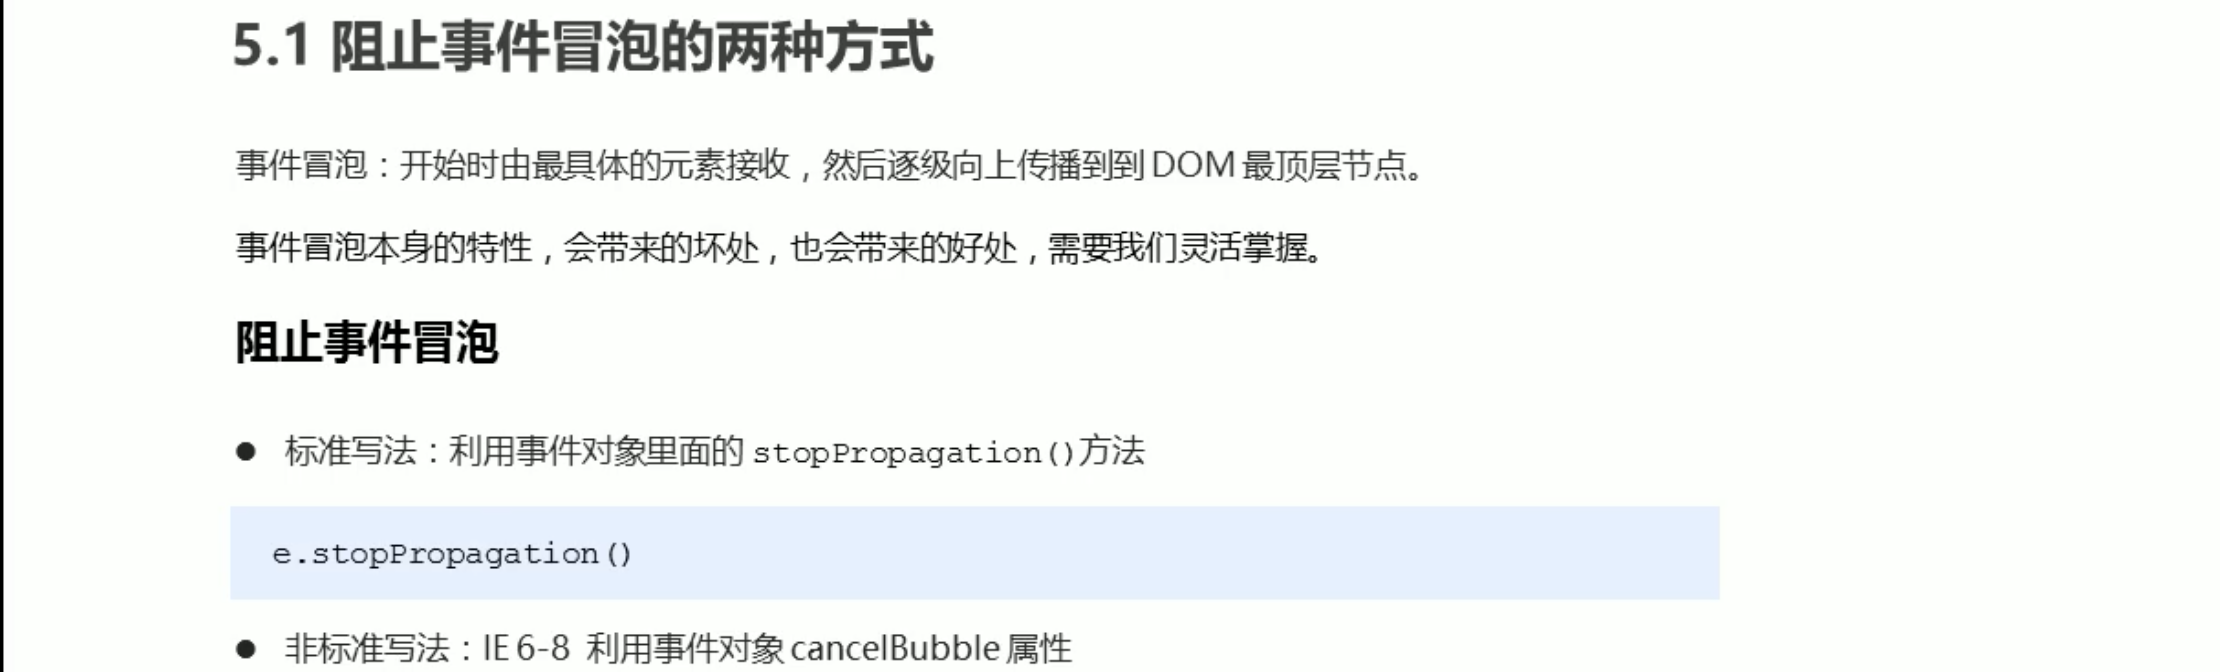 5.1 阻止事件冒泡的两种方式
事件冒泡：开始时由最具体的元素接收，然后逐级向上传播到到 DOM 最顶层节点。
事件冒泡本身的特性，会带来的坏处，也会带来的好处，需要我们灵活掌握。
阻止事件冒泡
● 标准写法：利用事件对象里面的 stopPropagation()方法
e.stopPropagation()
● 非标准写法：IE 6-8 利用事件对象 cancelBubble 属性